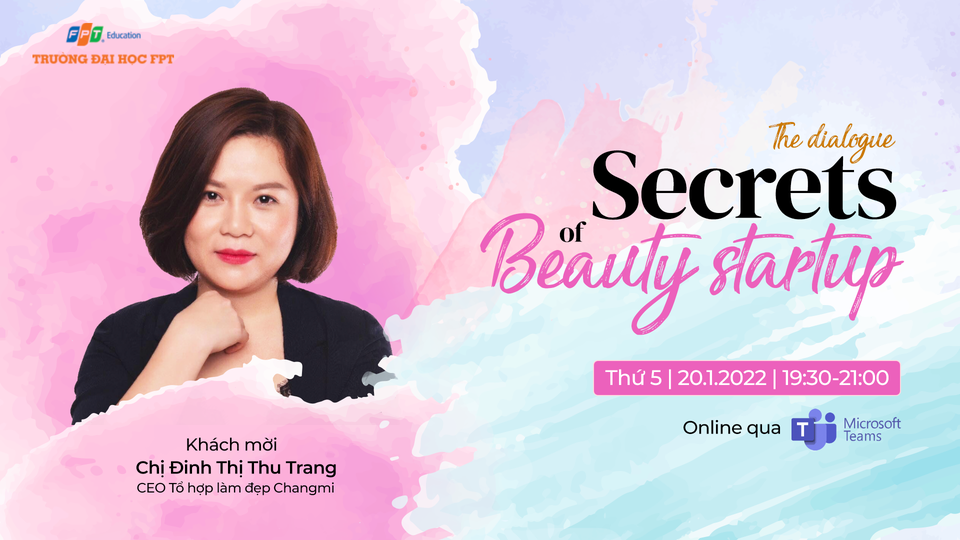 FPT Education
TRƯỜNG ĐẠI HỌC FPT
The dialogue
Secrets
of
Beauty startup
Thứ 5 | 20.1.2022 | 19:30-21:00
Online qua
T
Microsoft
Teams
Khách mời
Chị Đinh Thị Thu Trang
CEO Tổ hợp làm đẹp Changmi